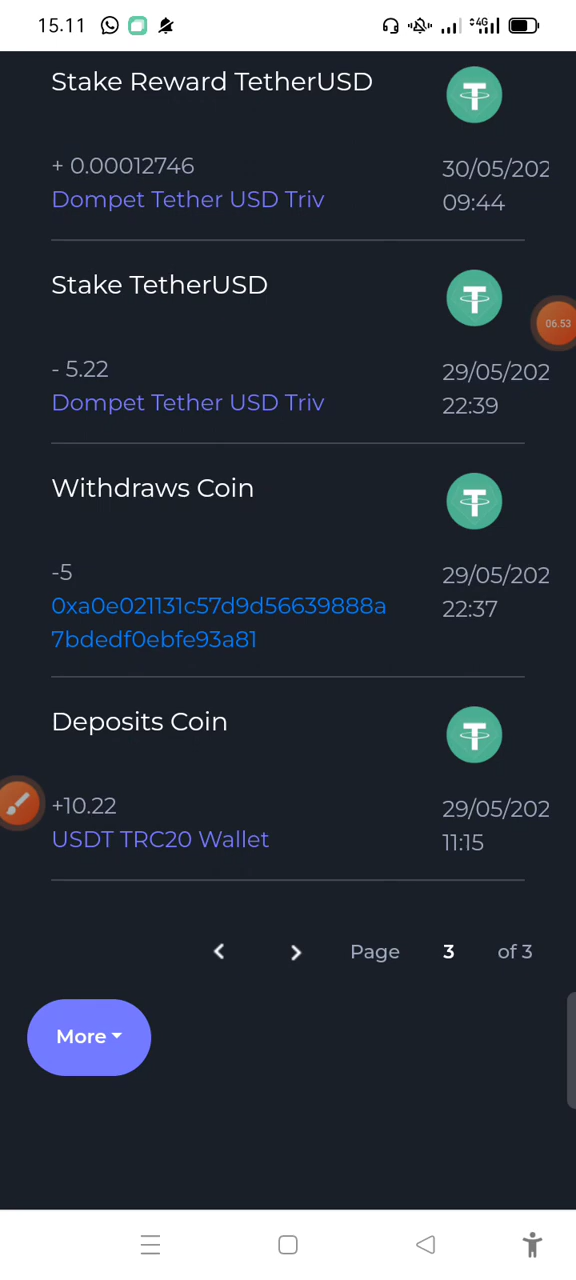 15.11
4G
Stake Reward TetherUSD
+ 0.00012746
30/05/202
Dompet Tether USD Triv
09:44
Stake TetherUSD
06.53
- 5.22
29/05/202
Dompet Tether USD Triv
22:39
Withdraws Coin
-5
29/05/202
0xa0e021131c57d9d56639888a
22:37
7bdedf0ebfe93a81
Deposits Coin
+10.22
29/05/202
USDT TRC20 Wallet
11:15
Page 3 of 3
More